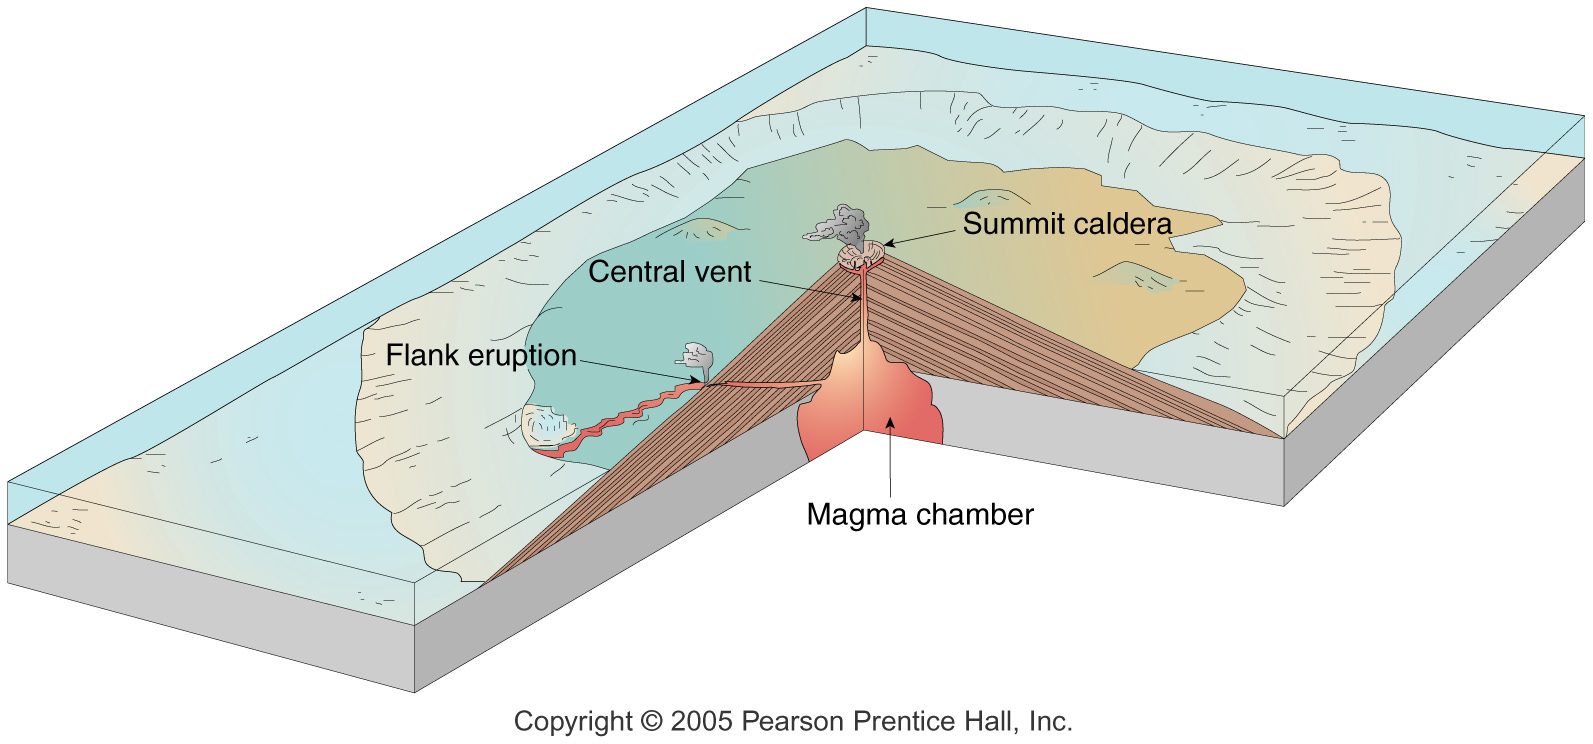 Summit caldera
Central vent
Flank eruption
Magma chamber
Copyright © 2005 Pearson Prentice Hall, Inc.